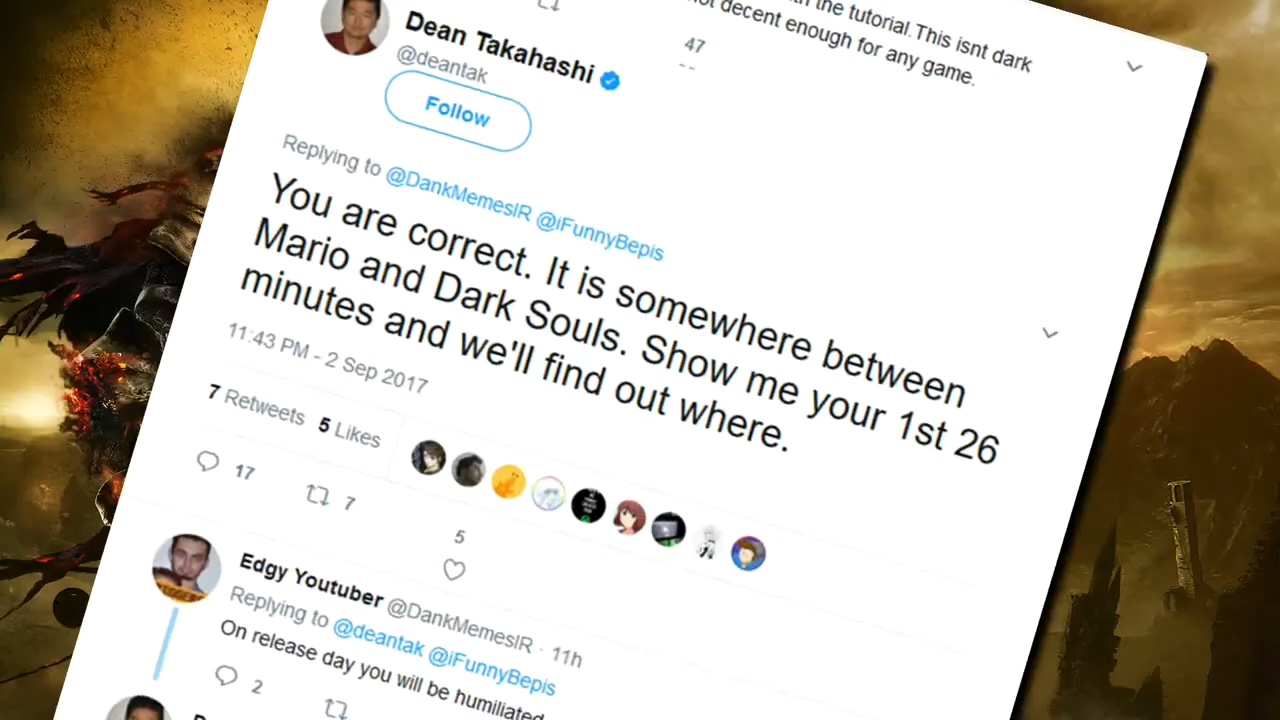 the tutorial. This isnt dark
not decent enough for any game.
47
Dean Takahashi
@deantak
Follow
Replying to @DankMemesIR @iFunnyBepis
You are correct. It is somewhere between
Mario and Dark Souls. Show me your 1st 26
minutes and we'll find out where.
11:43 PM - 2 Sep 2017
7 Retweets 5 Likes
17 7 5
Edgy Youtuber @DankMemesIR · 11h
Replying to @deantak @iFunnyBepis
On release day you will be humiliated
2